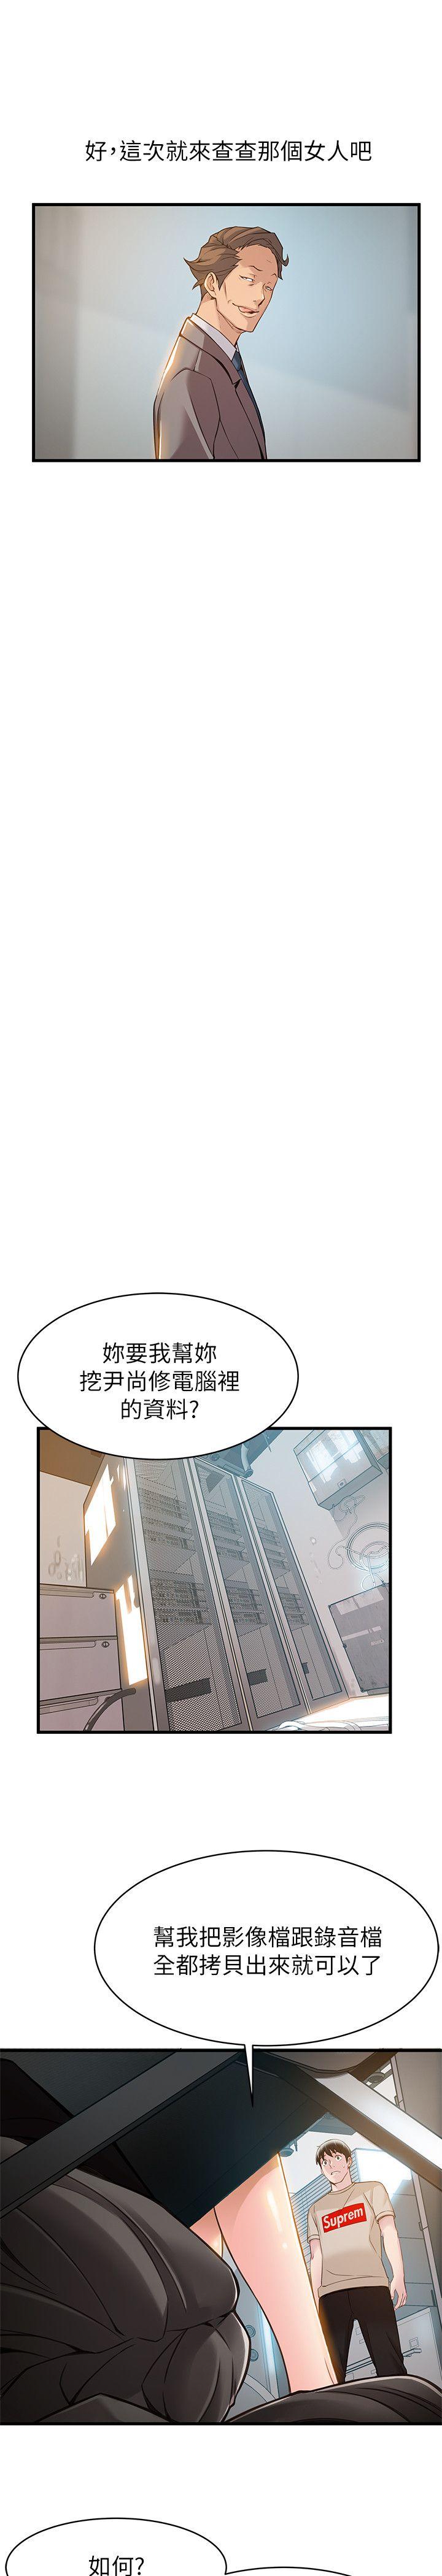 好，這次就來查查那個女人吧
妳要我幫妳
挖尹尚修電腦裡
的資料?
幫我把影像檔跟錄音檔
全都拷貝出來就可以了
Suprem
如何?